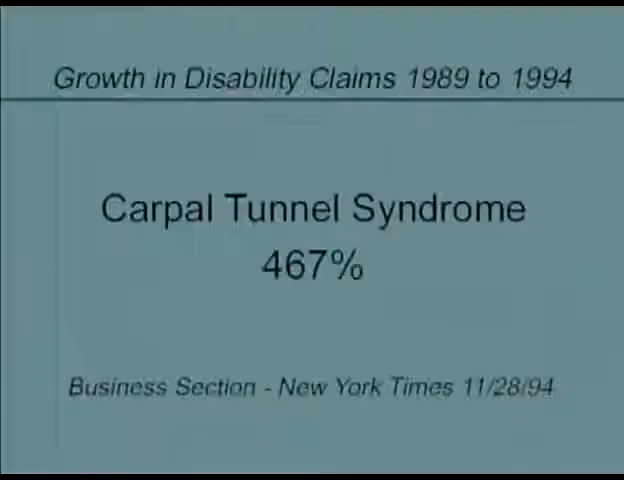 Growth in Disability Claims 1989 to 1994
Carpal Tunnel Syndrome
467%
Business Section - New York Times 11/28/94